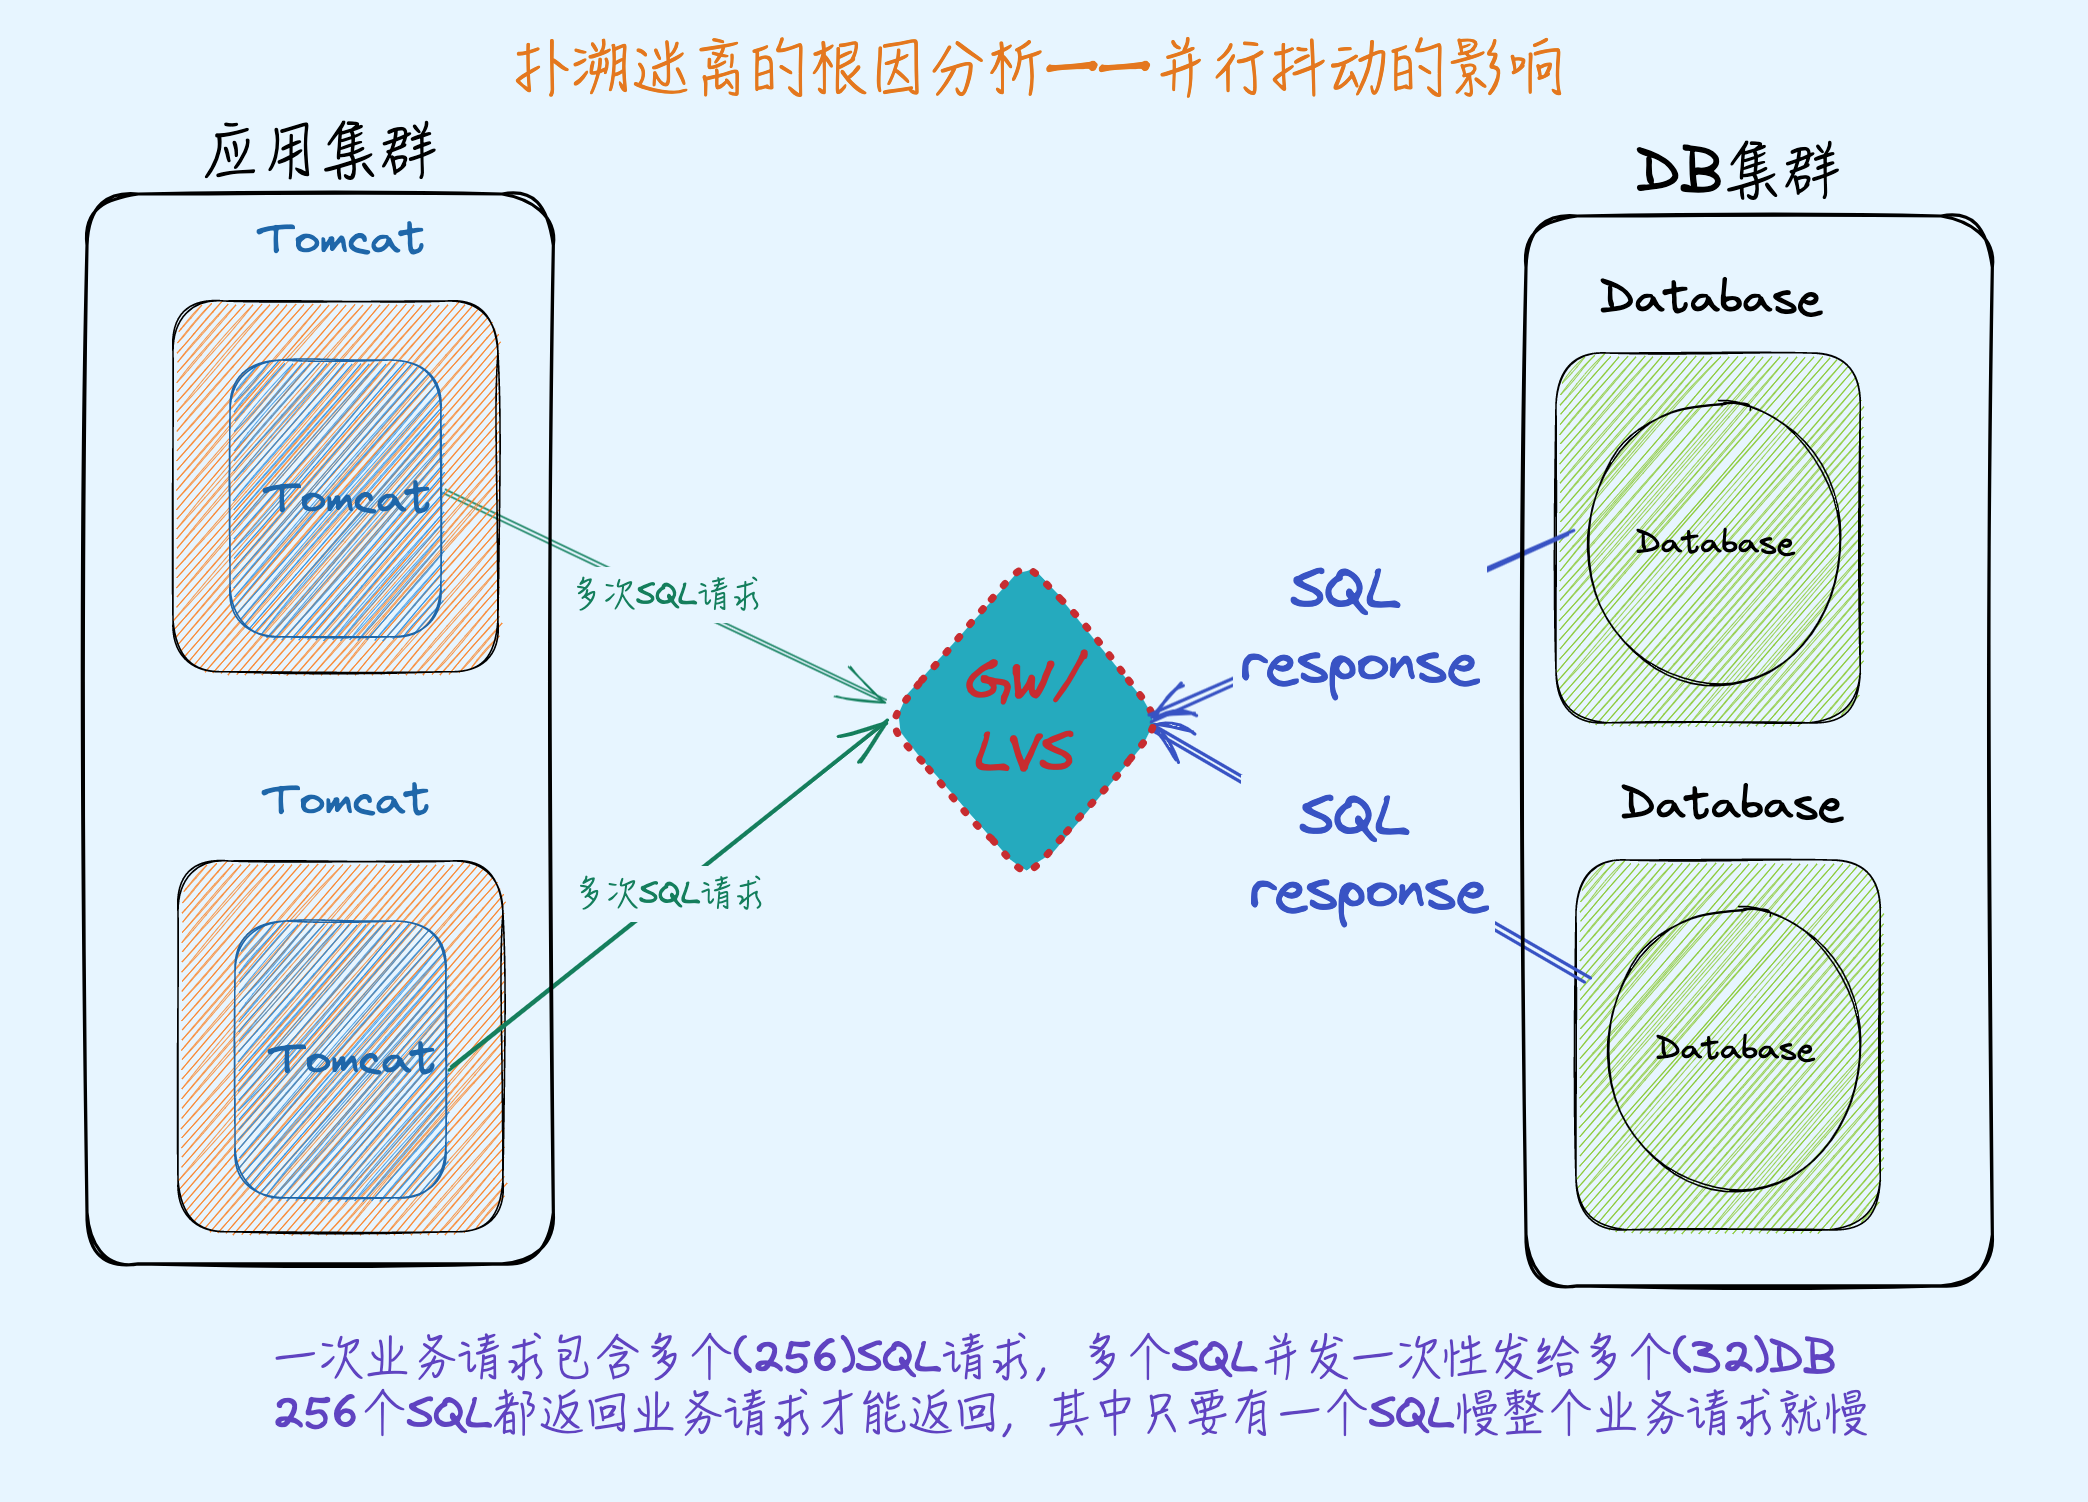 扑溯迷离的根因分析——并行抖动的影响
应用集群
Tomcat
Tomcat
Tomcat
Tomcat
多次SQL请求
多次SQL请求
GW/
LVS
SQL
response
SQL
response
DB集群
Database
Database
Database
Database
一次业务请求包含多个(256)SQL请求，多个SQL并发一次性发给多个(32)DB
256个SQL都返回业务请求才能返回，其中只要有一个SQL慢整个业务请求就慢